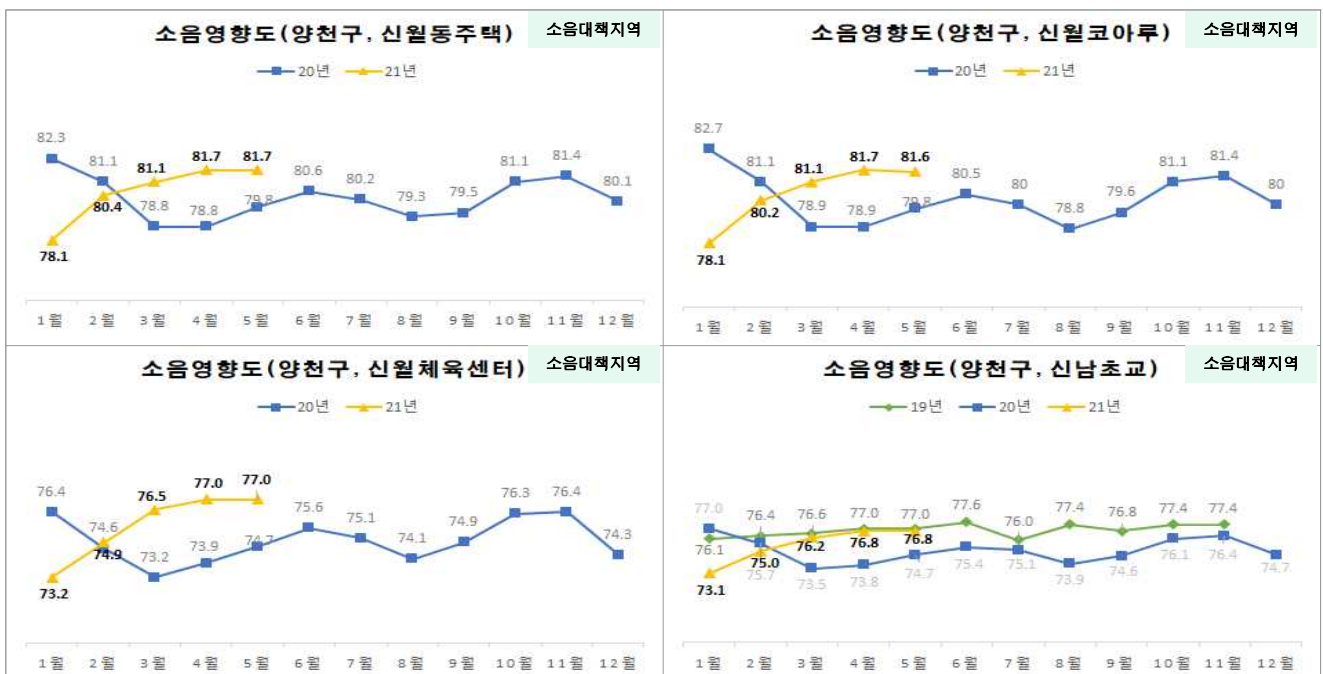 소음영향도(양천구, 신월동주택)
소음대책지역
20년 21년
82.3 81.1 78.8 78.8 79.8 80.6 80.2 79.3 79.5 81.1 81.4 80.1
78.1 80.4 81.1 81.7 81.7
1월 2월 3월 4월 5월 6월 7월 8월 9월 10월 11월 12월
소음영향도(양천구, 신월코아루)
소음대책지역
20년 21년
82.7 81.1 78.9 78.9 79.8 80.5 80 78.8 79.6 81.1 81.4 80
78.1 80.2 81.1 81.7 81.6
1월 2월 3월 4월 5월 6월 7월 8월 9월 10월 11월 12월
소음영향도(양천구, 신월체육센터)
소음대책지역
20년 21년
76.4 74.6 73.2 73.9 74.7 75.6 75.1 74.1 74.9 76.3 76.4 74.3
73.2 74.9 76.5 77.0 77.0
1월 2월 3월 4월 5월 6월 7월 8월 9월 10월 11월 12월
소음영향도(양천구, 신남초교)
소음대책지역
19년 20년 21년
76.1 76.4 76.6 77.0 77.0 77.6 76.0 77.4 76.8 77.4 77.4
77.0 75.7 73.5 73.8 74.7 75.4 75.1 73.9 74.6 76.1 76.4 74.7
73.1 75.0 76.2 76.8 76.8
1월 2월 3월 4월 5월 6월 7월 8월 9월 10월 11월 12월